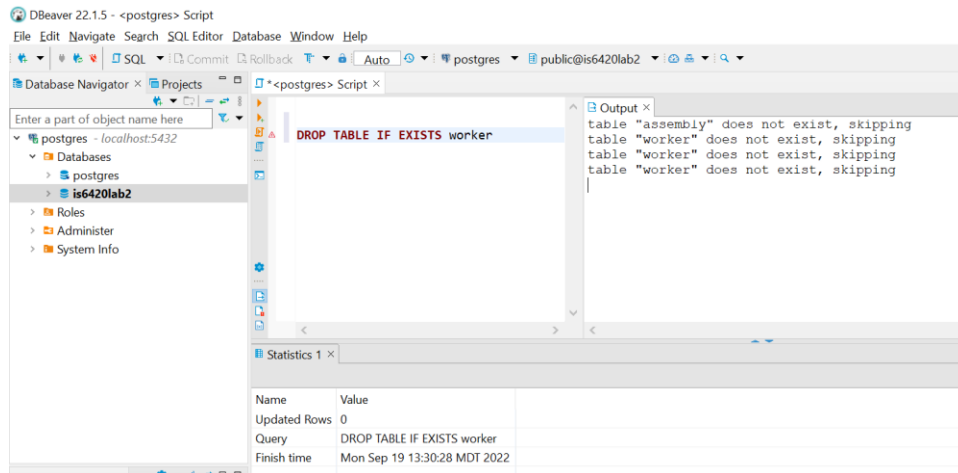 DBeaver 22.1.5 - <postgres> Script
File Edit Navigate Search SQL Editor Database Window Help
SQL Commit Rollback Auto postgres public@is6420lab2
Database Navigator Projects *<postgres> Script
Enter a part of object name here
postgres - localhost:5432
Databases
postgres
is6420lab2
Roles
Administer
System Info
DROP TABLE IF EXISTS worker
Output
table "assembly" does not exist, skipping
table "worker" does not exist, skipping
table "worker" does not exist, skipping
table "worker" does not exist, skipping
Statistics 1
Name Value
Updated Rows 0
Query DROP TABLE IF EXISTS worker
Finish time Mon Sep 19 13:30:28 MDT 2022